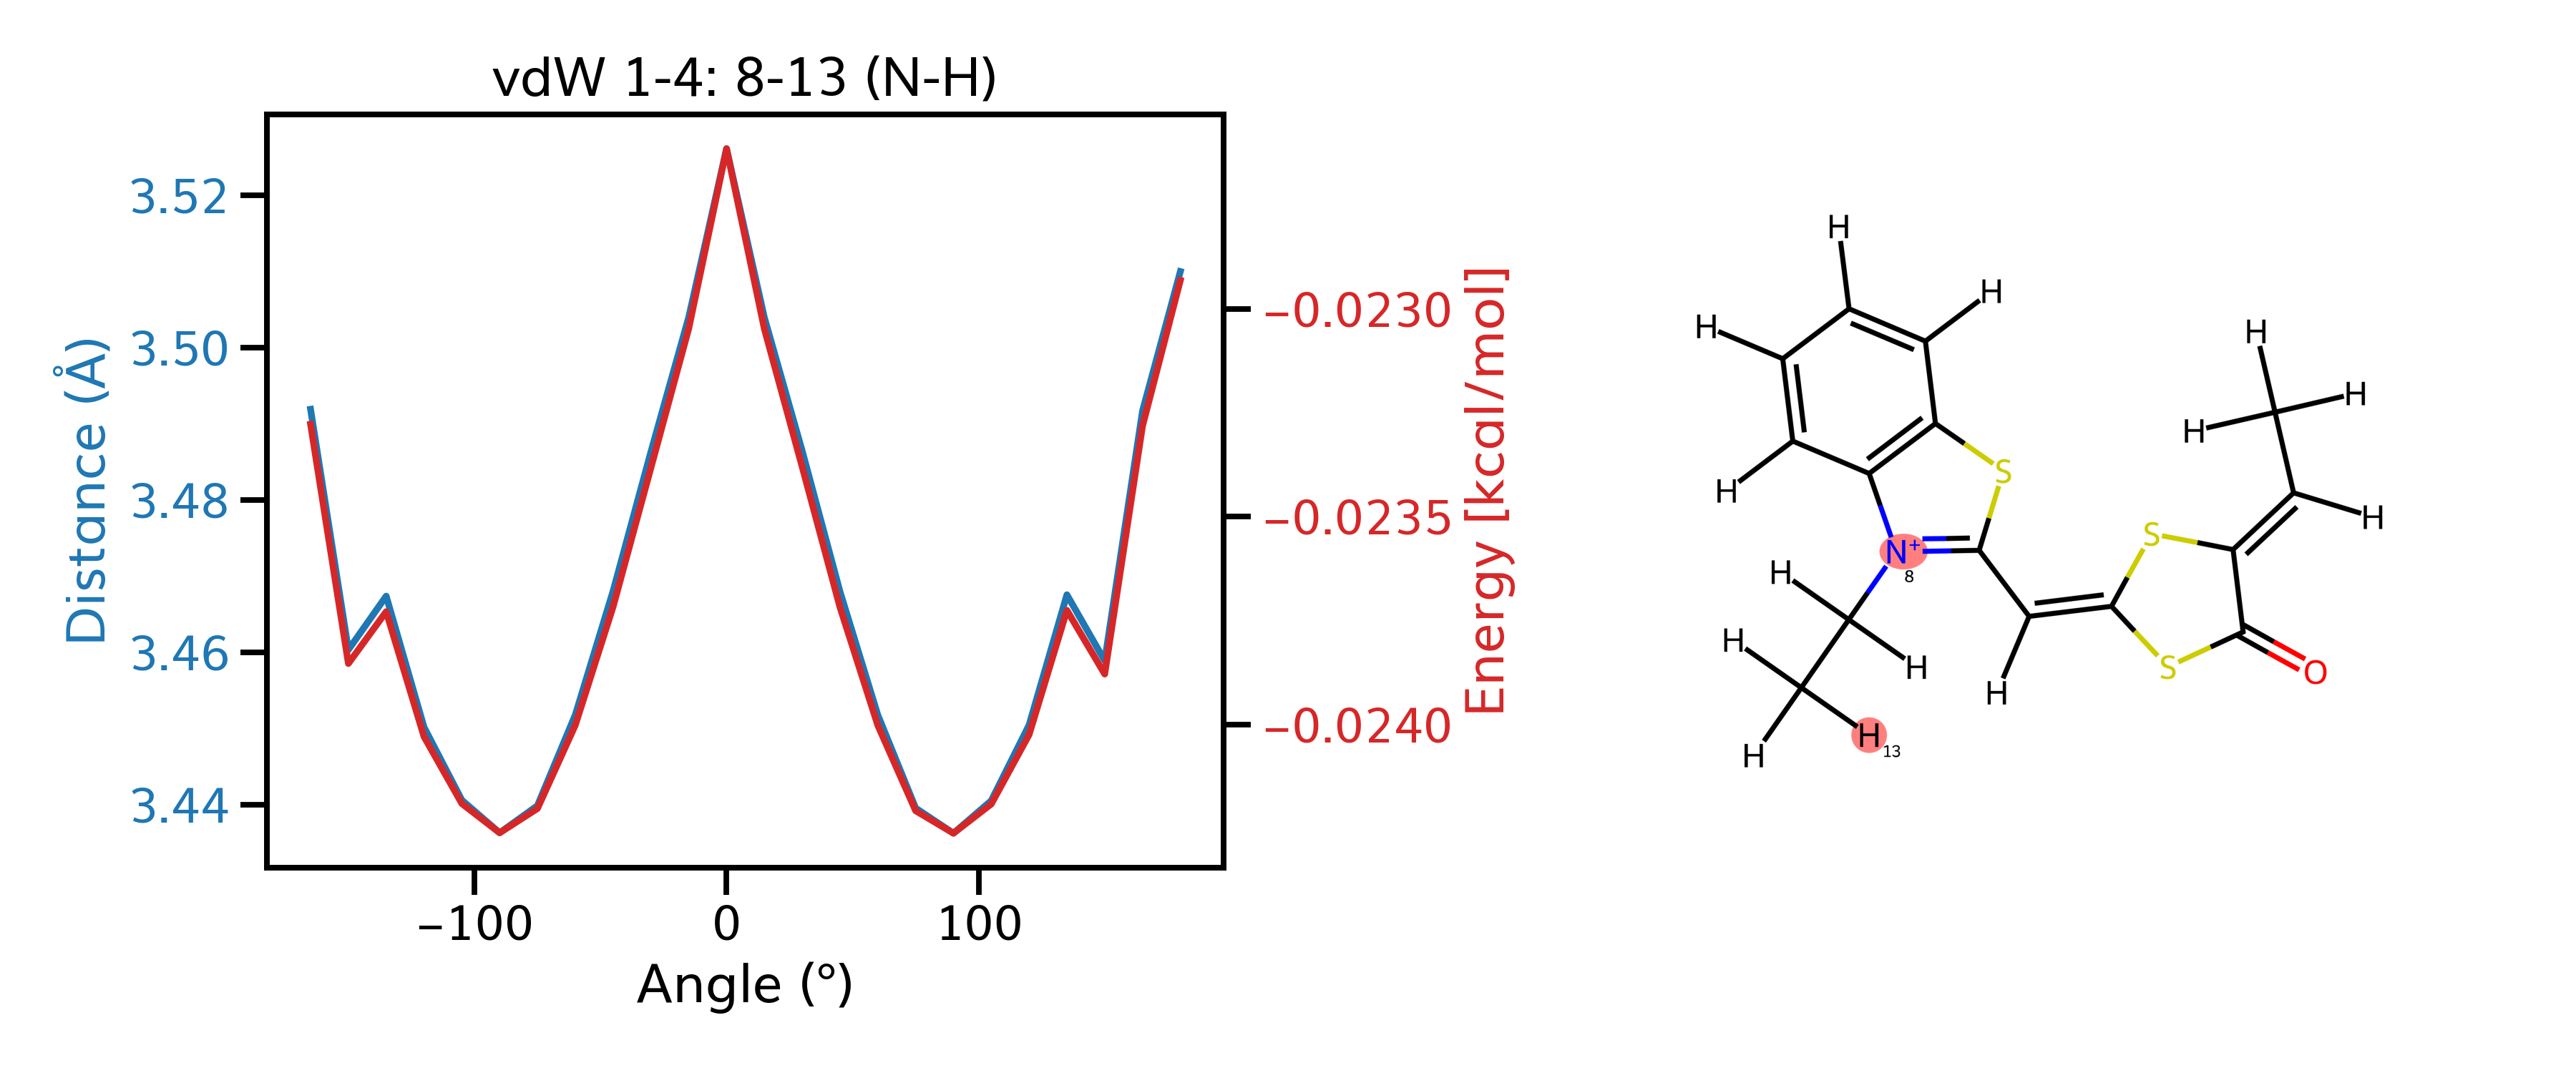 vdW 1-4: 8-13 (N-H)
3.52
3.50
3.48
3.46
3.44
Distance (Å)
−0.0230
−0.0235
−0.0240
Energy [kcal/mol]
−100
0
100
Angle (°)
H
H
H
H
S
N+
8
H
H
H
H
H
13
H
S
S
O
H
H
H
H